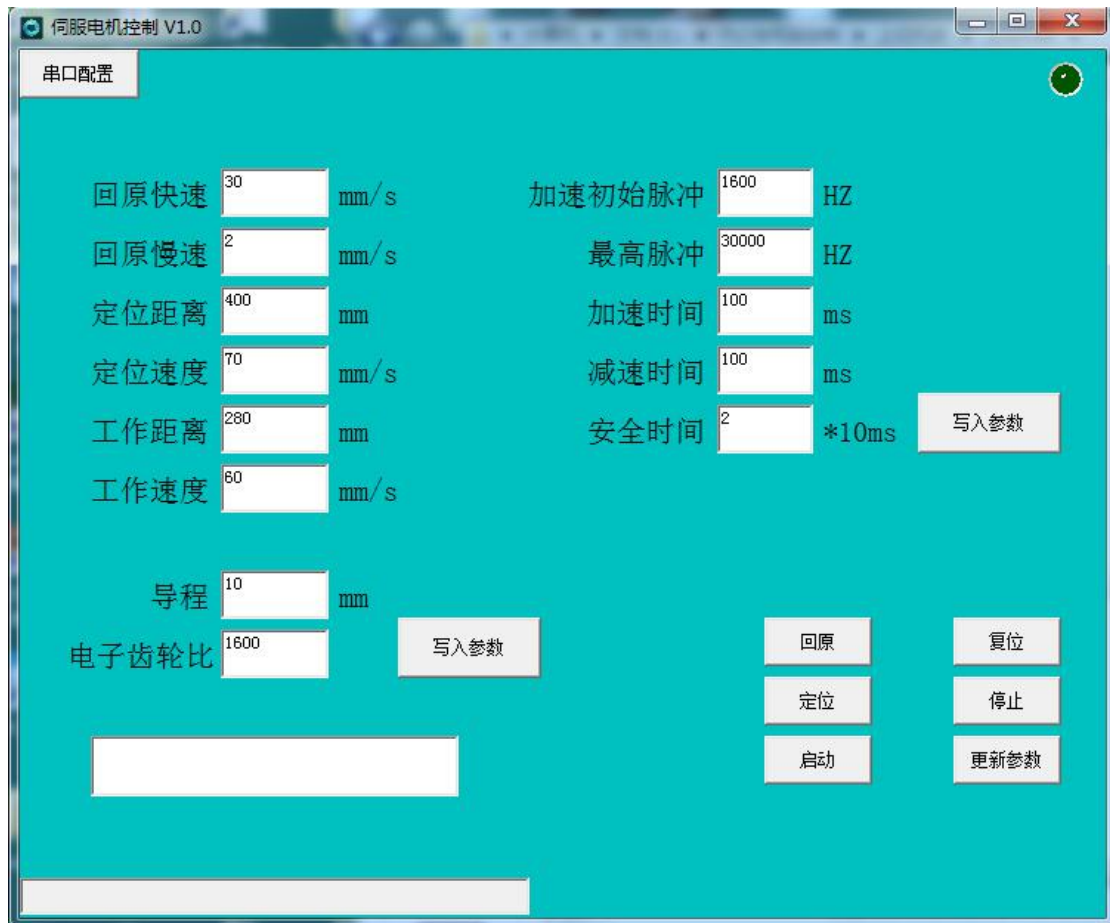 伺服电机控制 V1.0
串口配置
回原快速 30 mm/s 加速初始脉冲 1600 HZ
回原慢速 2 mm/s 最高脉冲 30000 HZ
定位距离 400 mm 加速时间 100 ms
定位速度 70 mm/s 减速时间 100 ms
工作距离 280 mm 安全时间 2 *10ms 写入参数
工作速度 60 mm/s
导程 10 mm
电子齿轮比 1600 写入参数 回原 复位
定位 停止
启动 更新参数